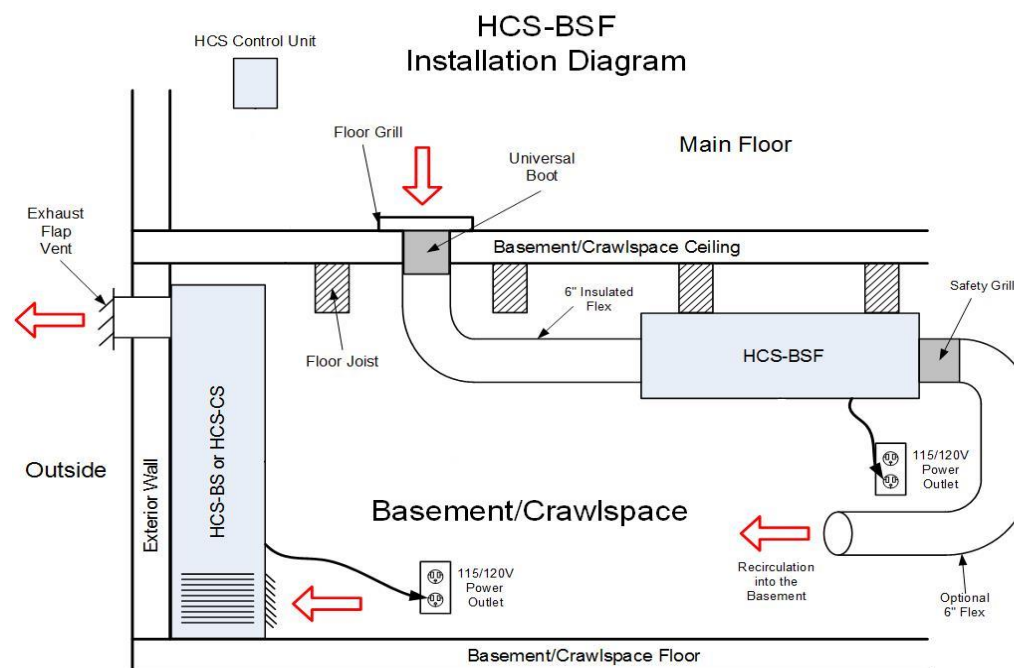 HCS-BSF
Installation Diagram
HCS Control Unit
Floor Grill
Universal
Boot
Main Floor
Exhaust
Flap
Vent
Basement/Crawlspace Ceiling
6" Insulated
Flex
Safety Grill
Floor Joist
HCS-BSF
HCS-BS or HCS-CS
Outside
Exterior Wall
115/120V
Power
Outlet
Basement/Crawlspace
115/120V
Power
Outlet
Recirculation
into the
Basement
Optional
6" Flex
Basement/Crawlspace Floor